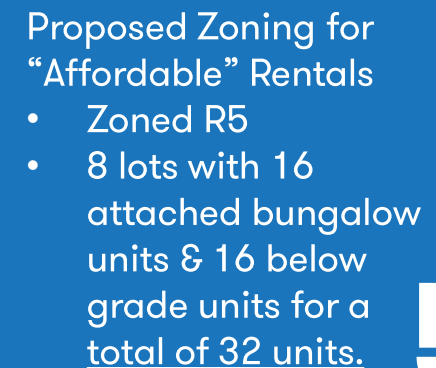 Proposed Zoning for
“Affordable” Rentals
• Zoned R5
• 8 lots with 16
attached bungalow
units & 16 below
grade units for a
total of 32 units.